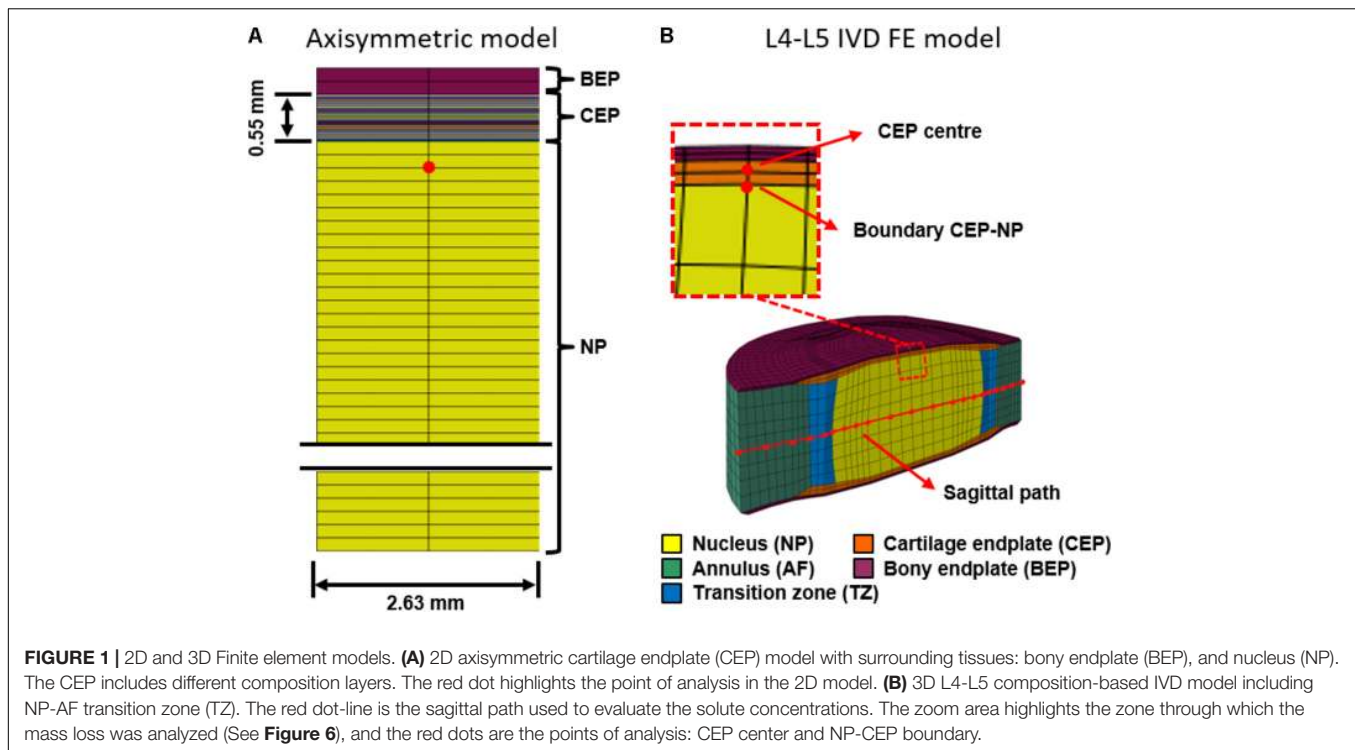 A Axisymmetric model
BEP
CEP
0.55 mm
NP
2.63 mm
B L4-L5 IVD FE model
CEP centre
Boundary CEP-NP
Sagittal path
Nucleus (NP)
Cartilage endplate (CEP)
Annulus (AF)
Bony endplate (BEP)
Transition zone (TZ)
FIGURE 1 | 2D and 3D Finite element models. (A) 2D axisymmetric cartilage endplate (CEP) model with surrounding tissues: bony endplate (BEP), and nucleus (NP).
The CEP includes different composition layers. The red dot highlights the point of analysis in the 2D model. (B) 3D L4-L5 composition-based IVD model including
NP-AF transition zone (TZ). The red dot-line is the sagittal path used to evaluate the solute concentrations. The zoom area highlights the zone through which the
mass loss was analyzed (See Figure 6), and the red dots are the points of analysis: CEP center and NP-CEP boundary.